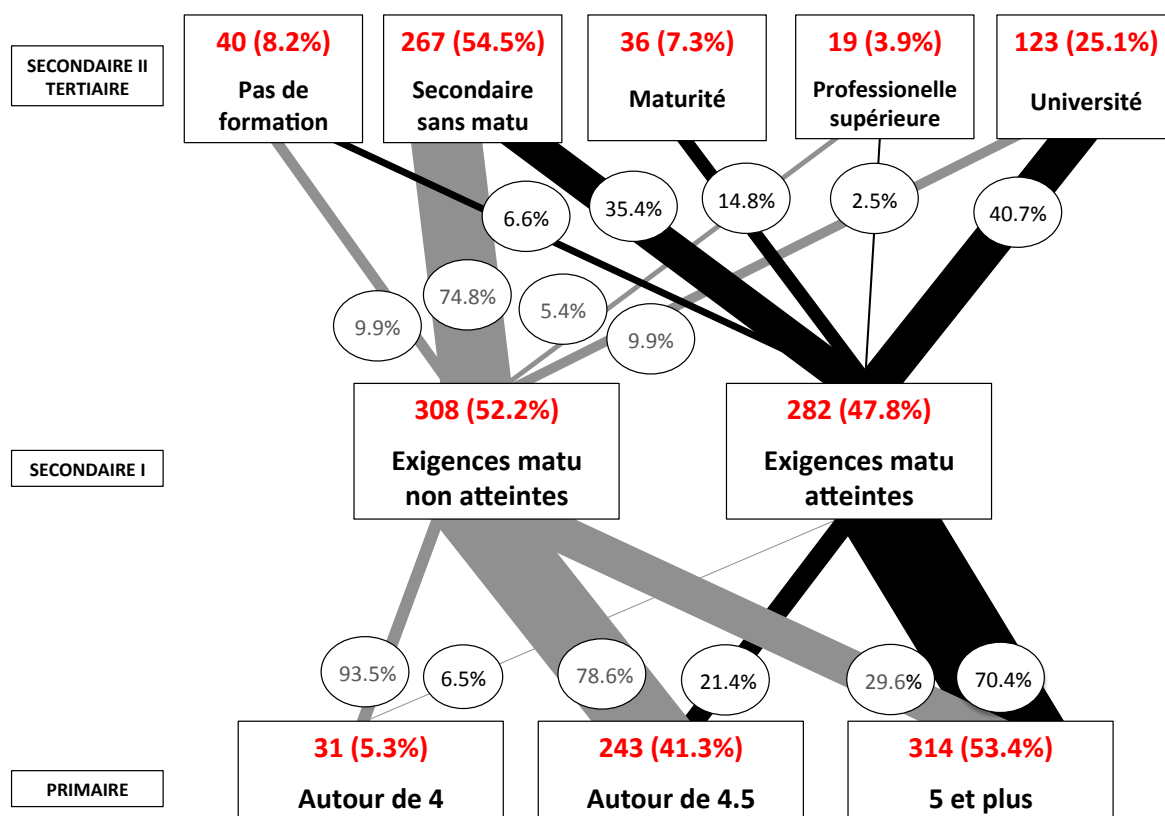 40 (8.2%)
Pas de
formation
267 (54.5%)
Secondaire
sans matu
36 (7.3%)
Maturité
19 (3.9%)
Professionelle
supérieure
123 (25.1%)
Université
SECONDAIRE II
TERTIAIRE
6.6%
35.4%
14.8%
2.5%
40.7%
9.9%
74.8%
5.4%
9.9%
SECONDAIRE I
308 (52.2%)
Exigences matu
non atteintes
282 (47.8%)
Exigences matu
atteintes
93.5%
6.5%
78.6%
21.4%
29.6%
70.4%
PRIMAIRE
31 (5.3%)
Autour de 4
243 (41.3%)
Autour de 4.5
314 (53.4%)
5 et plus